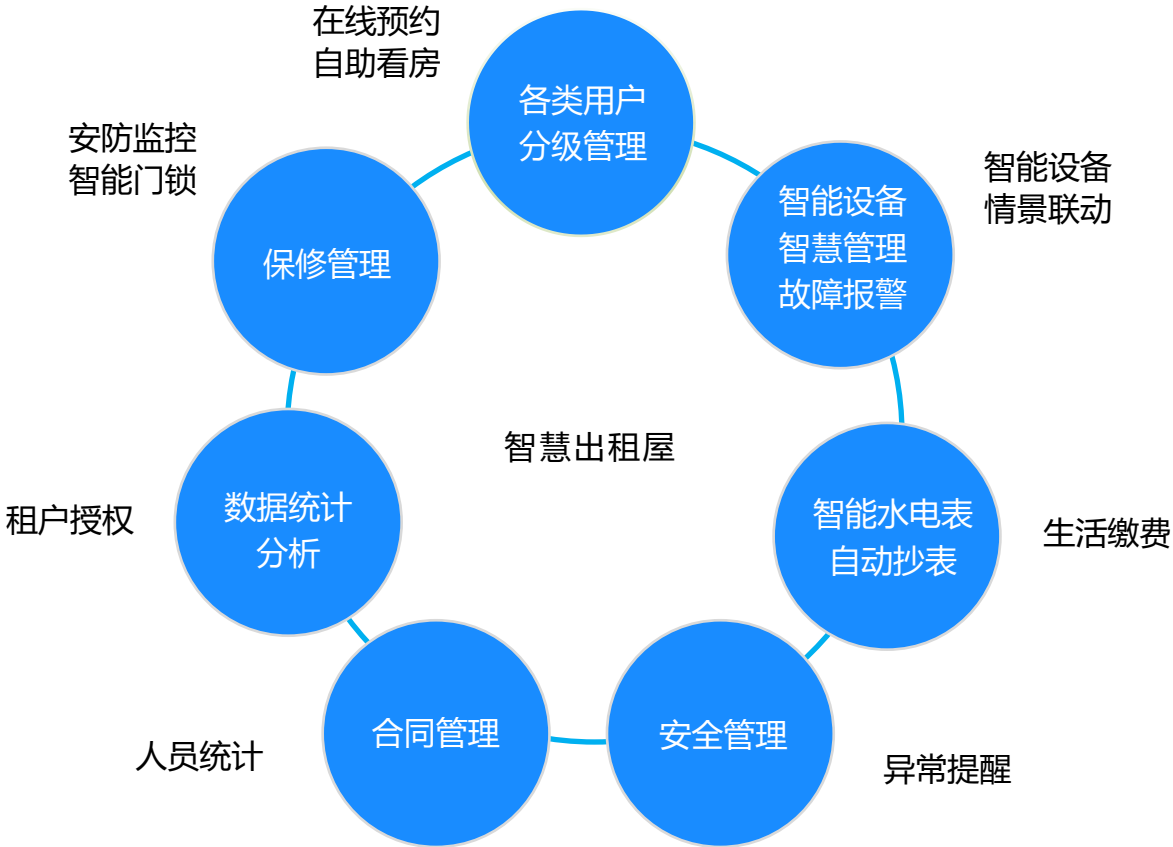 在线预约
自助看房
各类用户
分级管理
安防监控
智能门锁
智能设备
情景联动
智能设备
智慧管理
故障报警
保修管理
智慧出租屋
数据统计
分析
租户授权
智能水电表
自动抄表
生活缴费
合同管理
安全管理
人员统计
异常提醒